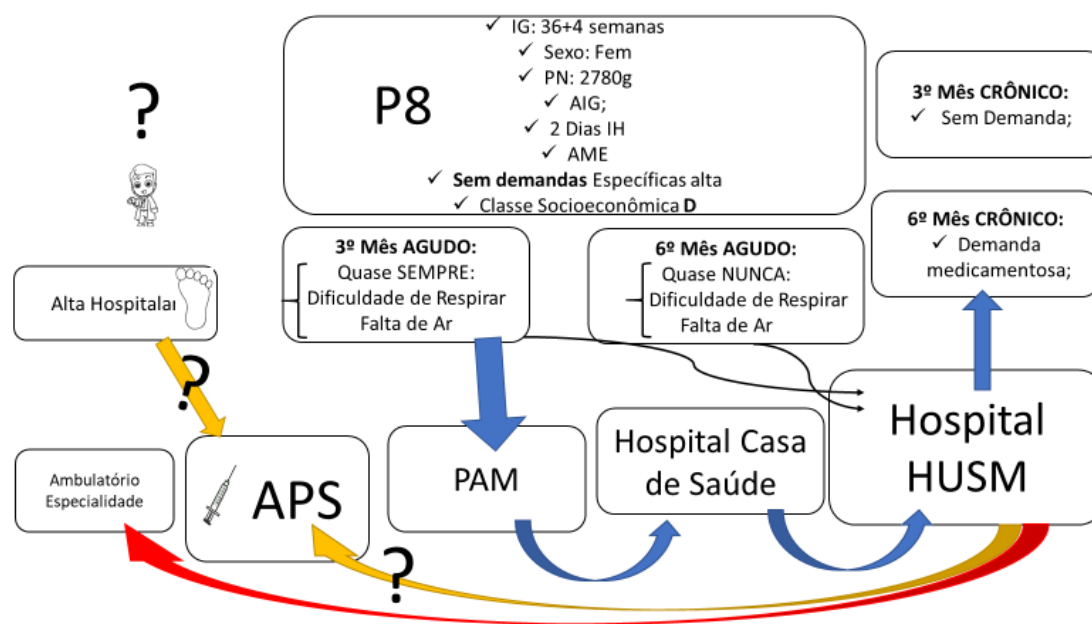 ?
P8
✓ IG: 36+4 semanas
✓ Sexo: Fem
✓ PN: 2780g
✓ AIG;
✓ 2 Dias IH
✓ AME
✓ Sem demandas Específicas alta
✓ Classe Socioeconômica D
3º Mês CRÔNICO:
✓ Sem Demanda;
6º Mês CRÔNICO:
✓ Demanda
medicamentosa;
3º Mês AGUDO:
Quase SEMPRE:
Dificuldade de Respirar
Falta de Ar
6º Mês AGUDO:
Quase NUNCA:
Dificuldade de Respirar
Falta de Ar
Alta Hospitalar
?
Ambulatório
Especialidade
APS
PAM
Hospital Casa
de Saúde
Hospital
HUSM
?